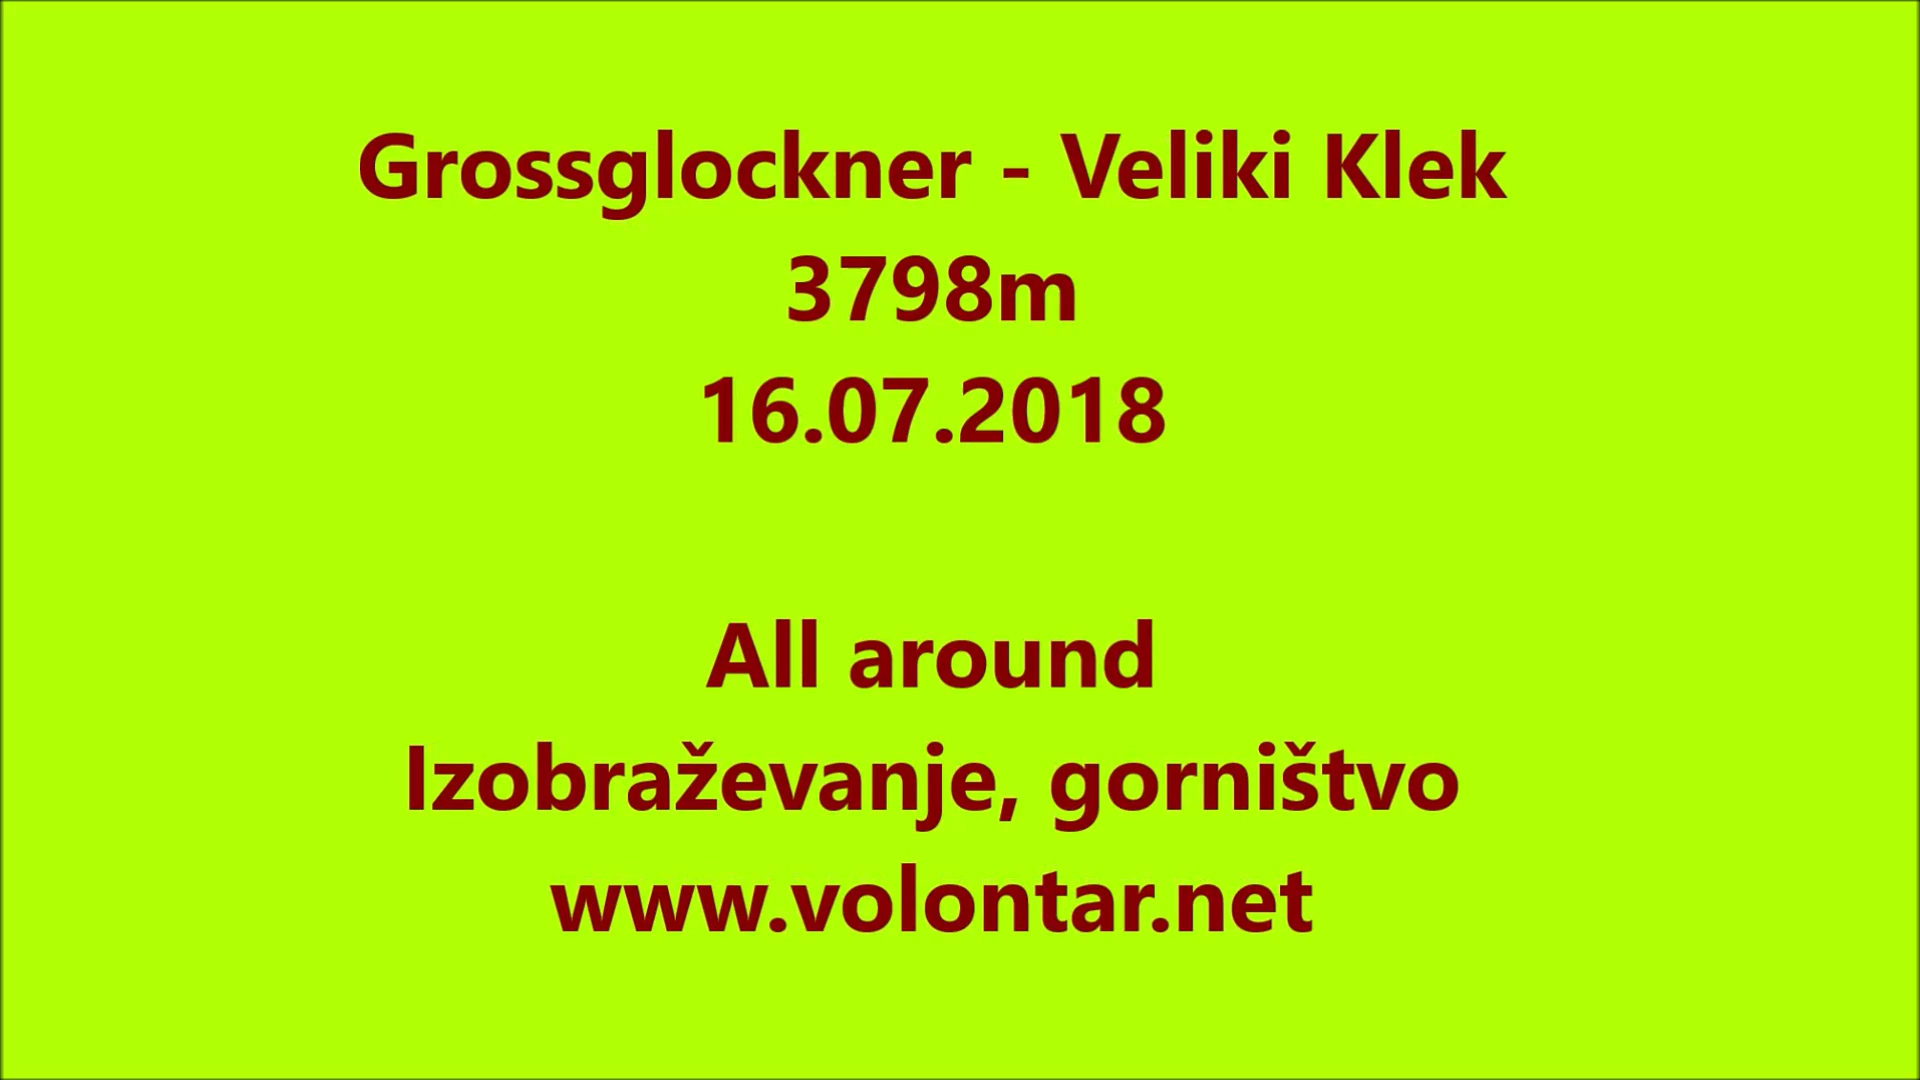 Grossglockner - Veliki Klek
3798m
16.07.2018
All around
Izobraževanje, gorništvo
www.volontar.net